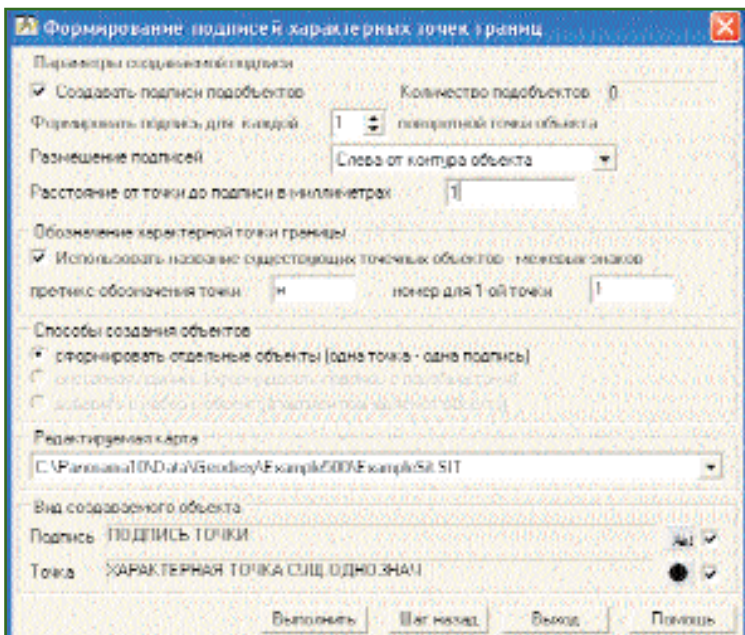 Формирование подписей характерных точек границ
Параметры создаваемой подписи
Создавать подписи подобъектов Количество подобъектов 0
Формировать подпись для каждой 1 поворотной точки объекта
Размещение подписей Слева от контура объекта
Расстояние от точки до подписи в миллиметрах 1
Обозначение характерной точки границы
Использовать название существующих точечных объектов - межевых знаков
префикс обозначения точки н номер для 1-ой точки 1
Способы создания объектов
сформировать отдельные объекты (одна точка - одна подпись)
Редактируемая карта
C:\Panorama10\Data\Geodesy\Example500\ExampleSit.SIT
Вид создаваемого объекта
Подпись ПОДПИСЬ ТОЧКИ
Точка ХАРАКТЕРНАЯ ТОЧКА СУЩ.ОДНОЗНАЧ
Выполнить Шаг назад Выход Помощь